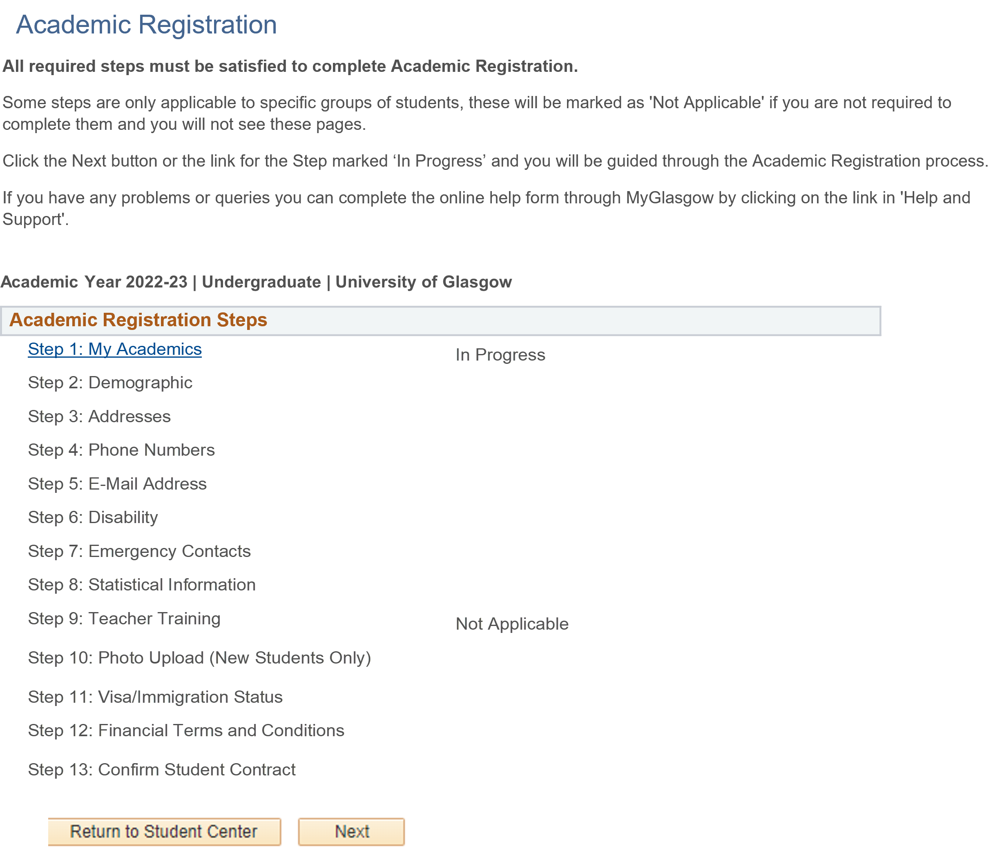 Academic Registration
All required steps must be satisfied to complete Academic Registration.
Some steps are only applicable to specific groups of students, these will be marked as 'Not Applicable' if you are not required to
complete them and you will not see these pages.
Click the Next button or the link for the Step marked ‘In Progress’ and you will be guided through the Academic Registration process.
If you have any problems or queries you can complete the online help form through MyGlasgow by clicking on the link in 'Help and
Support'.
Academic Year 2022-23 | Undergraduate | University of Glasgow
Academic Registration Steps
Step 1: My Academics In Progress
Step 2: Demographic
Step 3: Addresses
Step 4: Phone Numbers
Step 5: E-Mail Address
Step 6: Disability
Step 7: Emergency Contacts
Step 8: Statistical Information
Step 9: Teacher Training Not Applicable
Step 10: Photo Upload (New Students Only)
Step 11: Visa/Immigration Status
Step 12: Financial Terms and Conditions
Step 13: Confirm Student Contract
Return to Student Center Next